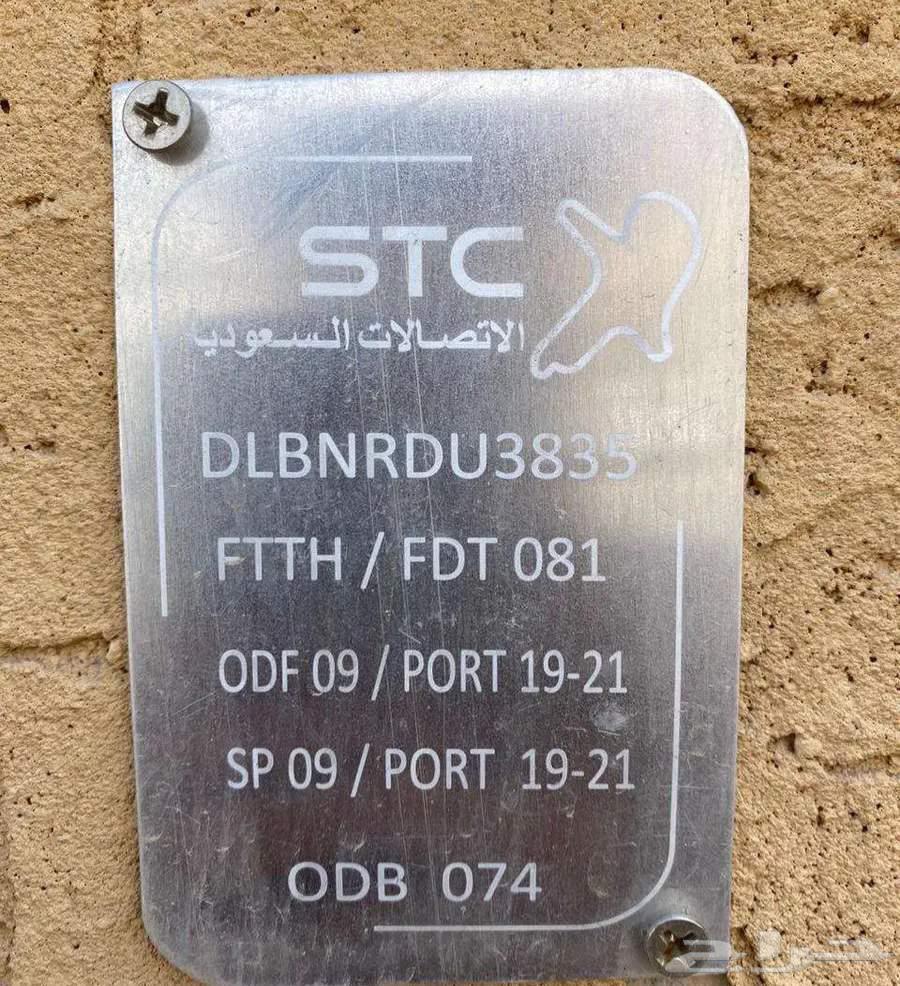 STC
الاتصالات السعودية
DLBNRDU3835
FTTH / FDT 081
ODF 09 / PORT 19-21
SP 09 / PORT 19-21
ODB 074
حراج